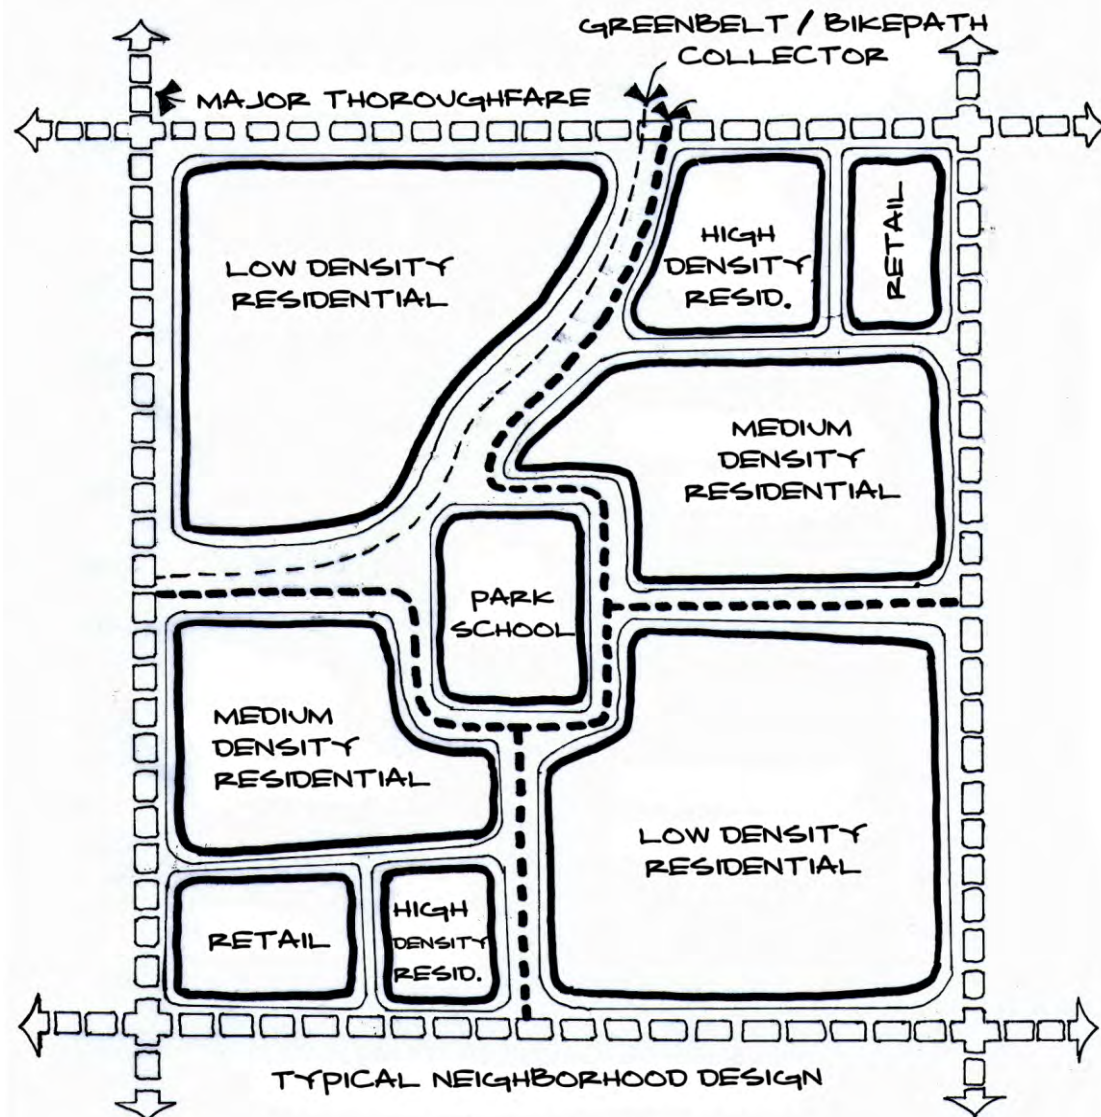 GREENBELT / BIKEPATH
COLLECTOR
MAJOR THOROUGHFARE
LOW DENSITY
RESIDENTIAL
HIGH
DENSITY
RESID.
RETAIL
MEDIUM
DENSITY
RESIDENTIAL
PARK
SCHOOL
MEDIUM
DENSITY
RESIDENTIAL
LOW DENSITY
RESIDENTIAL
RETAIL
HIGH
DENSITY
RESID.
TYPICAL NEIGHBORHOOD DESIGN